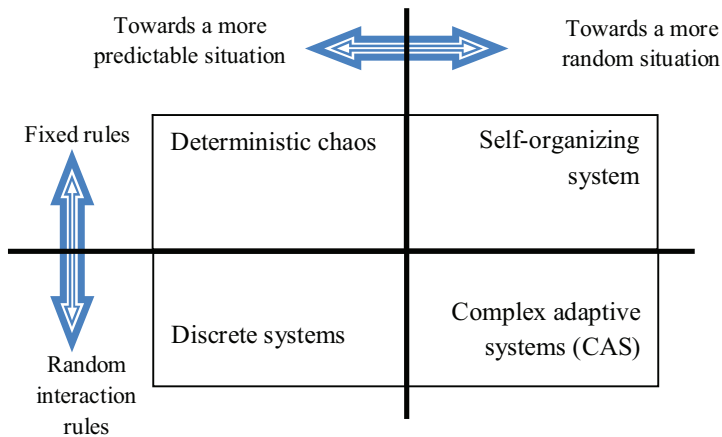 Towards a more
predictable situation
Towards a more
random situation
Fixed rules
Deterministic chaos
Self-organizing
system
Discrete systems
Complex adaptive
systems (CAS)
Random
interaction
rules